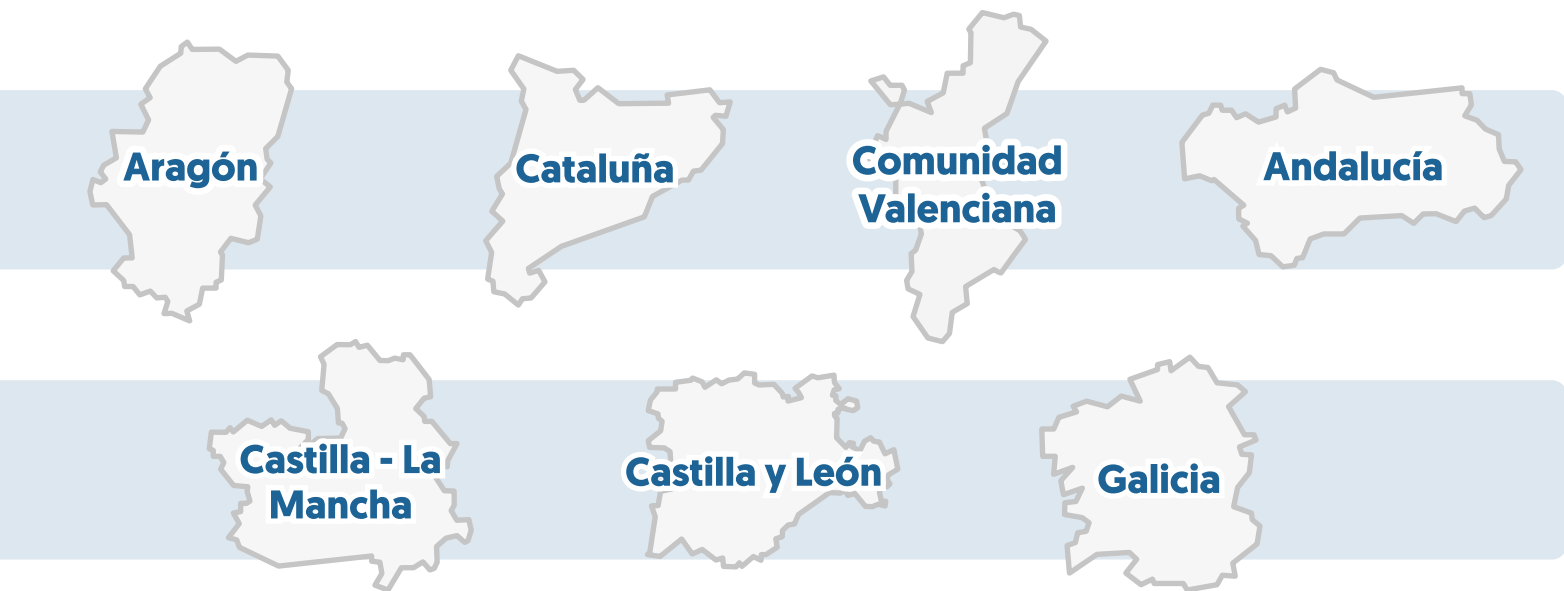 Aragón
Cataluña
Comunidad
Valenciana
Andalucía
Castilla - La
Mancha
Castilla y León
Galicia